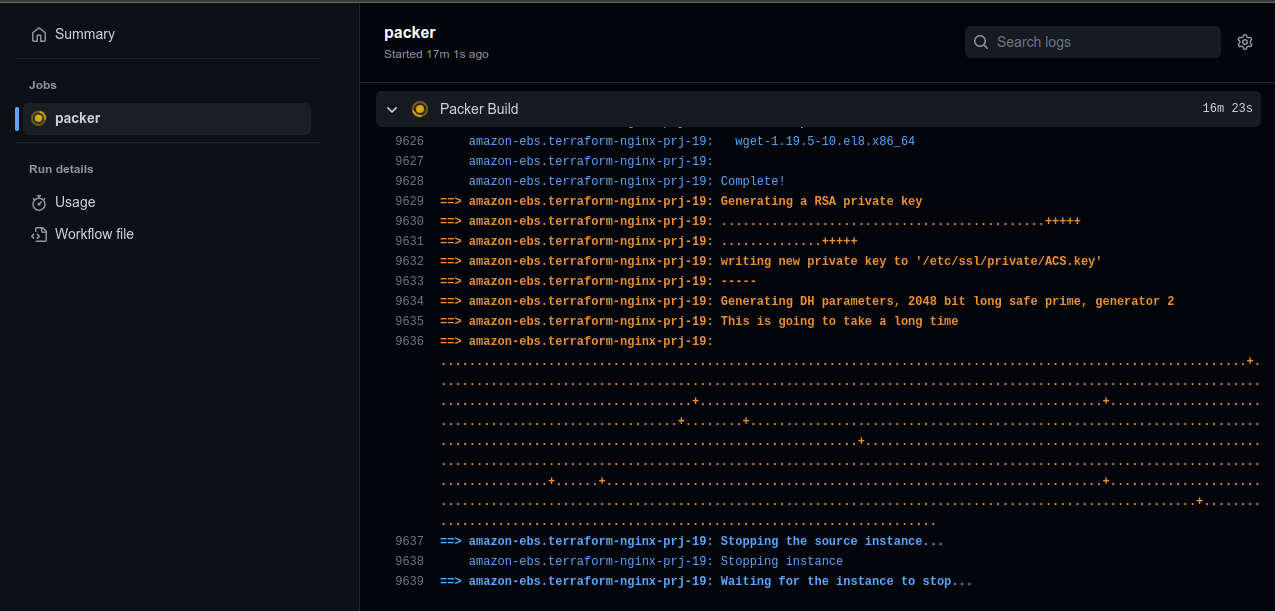 Summary
Jobs
packer
Run details
Usage
Workflow file
packer
Started 17m 1s ago
Search logs
Packer Build
16m 23s
9626 amazon-ebs.terraform-nginx-prj-19: wget-1.19.5-10.el8.x86_64
9627 amazon-ebs.terraform-nginx-prj-19:
9628 amazon-ebs.terraform-nginx-prj-19: Complete!
9629 ==> amazon-ebs.terraform-nginx-prj-19: Generating a RSA private key
9630 ==> amazon-ebs.terraform-nginx-prj-19: .............................................+++++
9631 ==> amazon-ebs.terraform-nginx-prj-19: ..............+++++
9632 ==> amazon-ebs.terraform-nginx-prj-19: writing new private key to '/etc/ssl/private/ACS.key'
9633 ==> amazon-ebs.terraform-nginx-prj-19: -----
9634 ==> amazon-ebs.terraform-nginx-prj-19: Generating DH parameters, 2048 bit long safe prime, generator 2
9635 ==> amazon-ebs.terraform-nginx-prj-19: This is going to take a long time
9636 ==> amazon-ebs.terraform-nginx-prj-19:
................................................................................................................+.
..................................................................................................................
...................................+........................................................+.....................
.................................+........+.......................................................................
..........................................................+.......................................................
..................................................................................................................
...............+......+.....................................................................+.....................
.........................................................................................................+........
.....................................................................
9637 ==> amazon-ebs.terraform-nginx-prj-19: Stopping the source instance...
9638 amazon-ebs.terraform-nginx-prj-19: Stopping instance
9639 ==> amazon-ebs.terraform-nginx-prj-19: Waiting for the instance to stop...